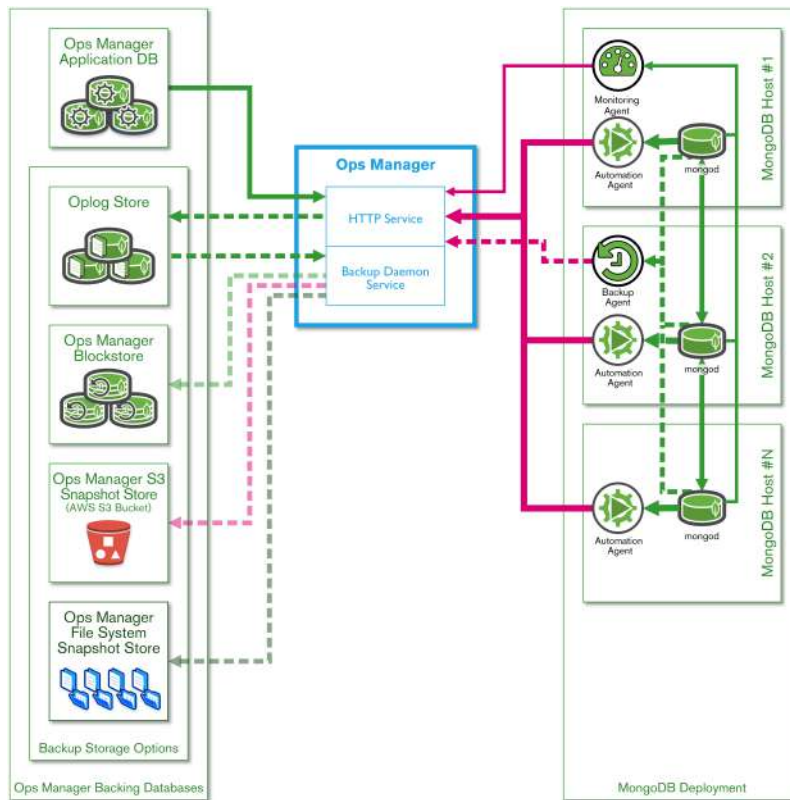 Ops Manager
Application DB
Oplog Store
Ops Manager
Blockstore
Ops Manager S3
Snapshot Store
(AWS S3 Bucket)
Ops Manager
File System
Snapshot Store
Backup Storage Options
Ops Manager Backing Databases
Ops Manager
HTTP Service
Backup Daemon
Service
Monitoring
Agent
Automation
Agent
mongod
MongoDB Host #1
Backup
Agent
Automation
Agent
mongod
MongoDB Host #2
Automation
Agent
mongod
MongoDB Host #N
MongoDB Deployment